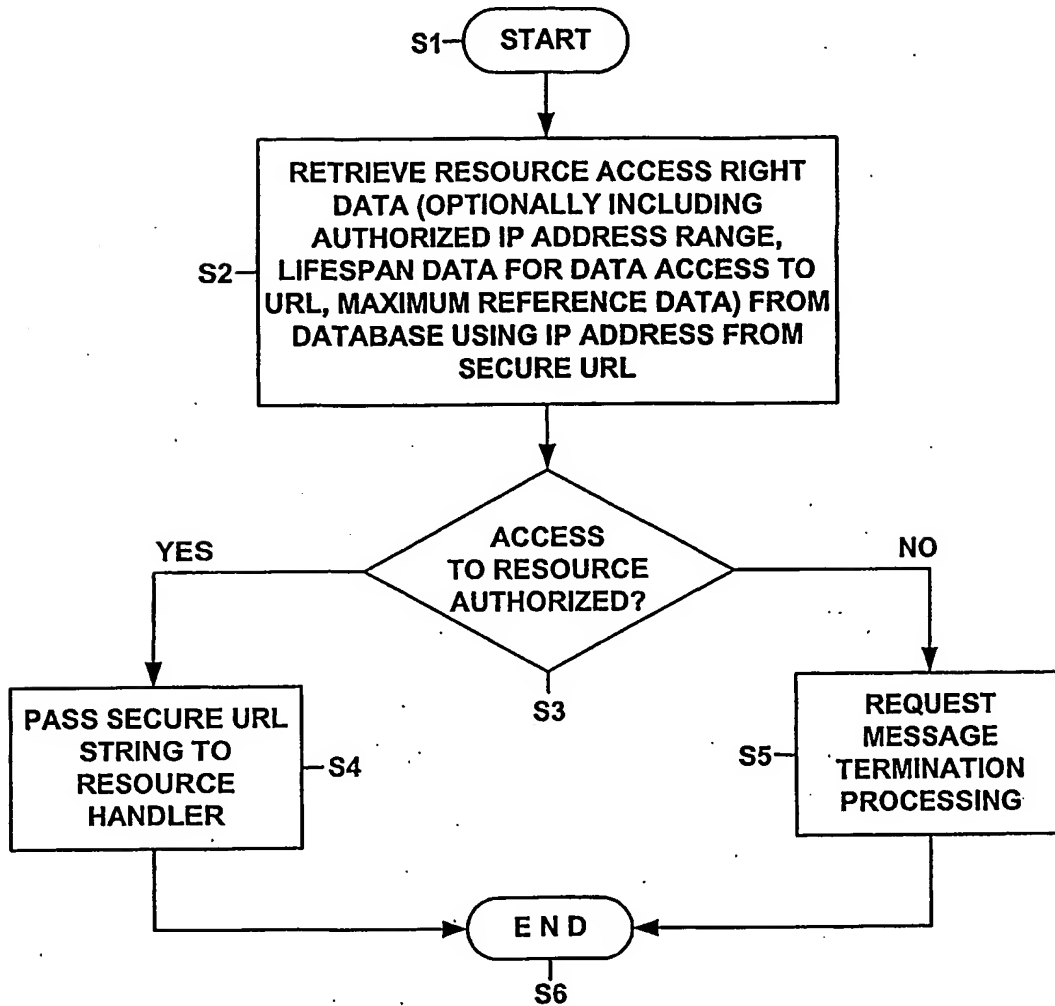 S1
START
RETRIEVE RESOURCE ACCESS RIGHT
DATA (OPTIONALLY INCLUDING
AUTHORIZED IP ADDRESS RANGE,
LIFESPAN DATA FOR DATA ACCESS TO
URL, MAXIMUM REFERENCE DATA) FROM
DATABASE USING IP ADDRESS FROM
SECURE URL
S2
ACCESS
TO RESOURCE
AUTHORIZED?
YES
NO
S3
PASS SECURE URL
STRING TO
RESOURCE
HANDLER
S4
S5
REQUEST
MESSAGE
TERMINATION
PROCESSING
E N D
S6